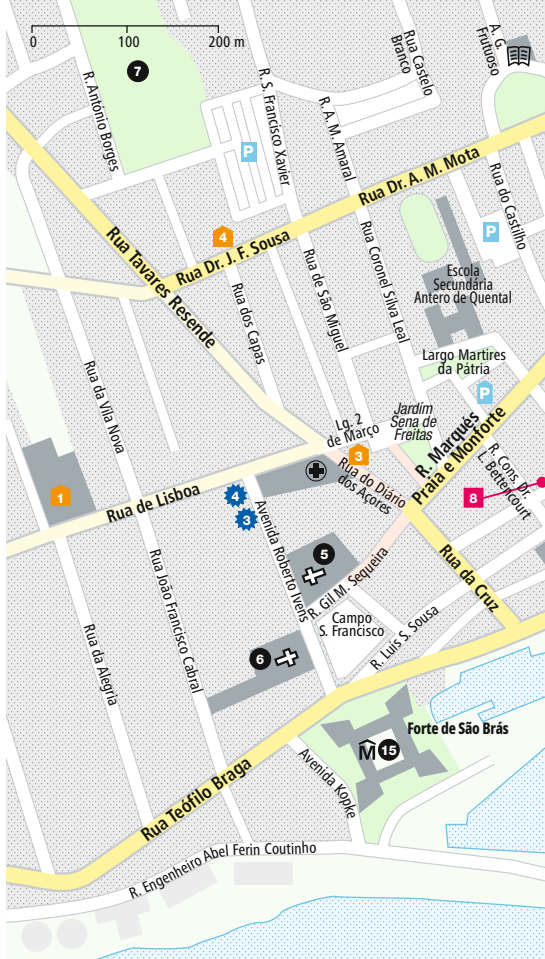 0 100 200 m
7
R. António Borges
R. S. Francisco Xavier
Rua Castelo
Branco
A. G.
Frutuoso
R. A. M. Amaral
P
Rua Dr. A. M. Mota
Rua do Castilho
4
Rua Dr. J. F. Sousa
P
Rua Tavares Resende
Rua dos Capas
Rua de São Miguel
Rua Coronel Silva Leal
Escola
Secundária
Antero de Quental
Largo Martires
da Pátria
P
Rua da Vila Nova
Lg. 2
de Março
Jardim
Sena de
Freitas
R. Marquês
Praia e Monforte
3
R. Cons. Dr.
L. Bettencourt
Rua do Diário
dos Açores
1
Rua de Lisboa
4
3
8
Avenida Roberto Ivens
5
R. Gil M. Sequeira
Rua da Cruz
Rua João Francisco Cabral
Campo
S. Francisco
R. Luís S. Sousa
Rua da Alegria
6
Forte de São Brás
M
15
Avenida Kopke
Rua Teófilo Braga
R. Engenheiro Abel Ferin Coutinho